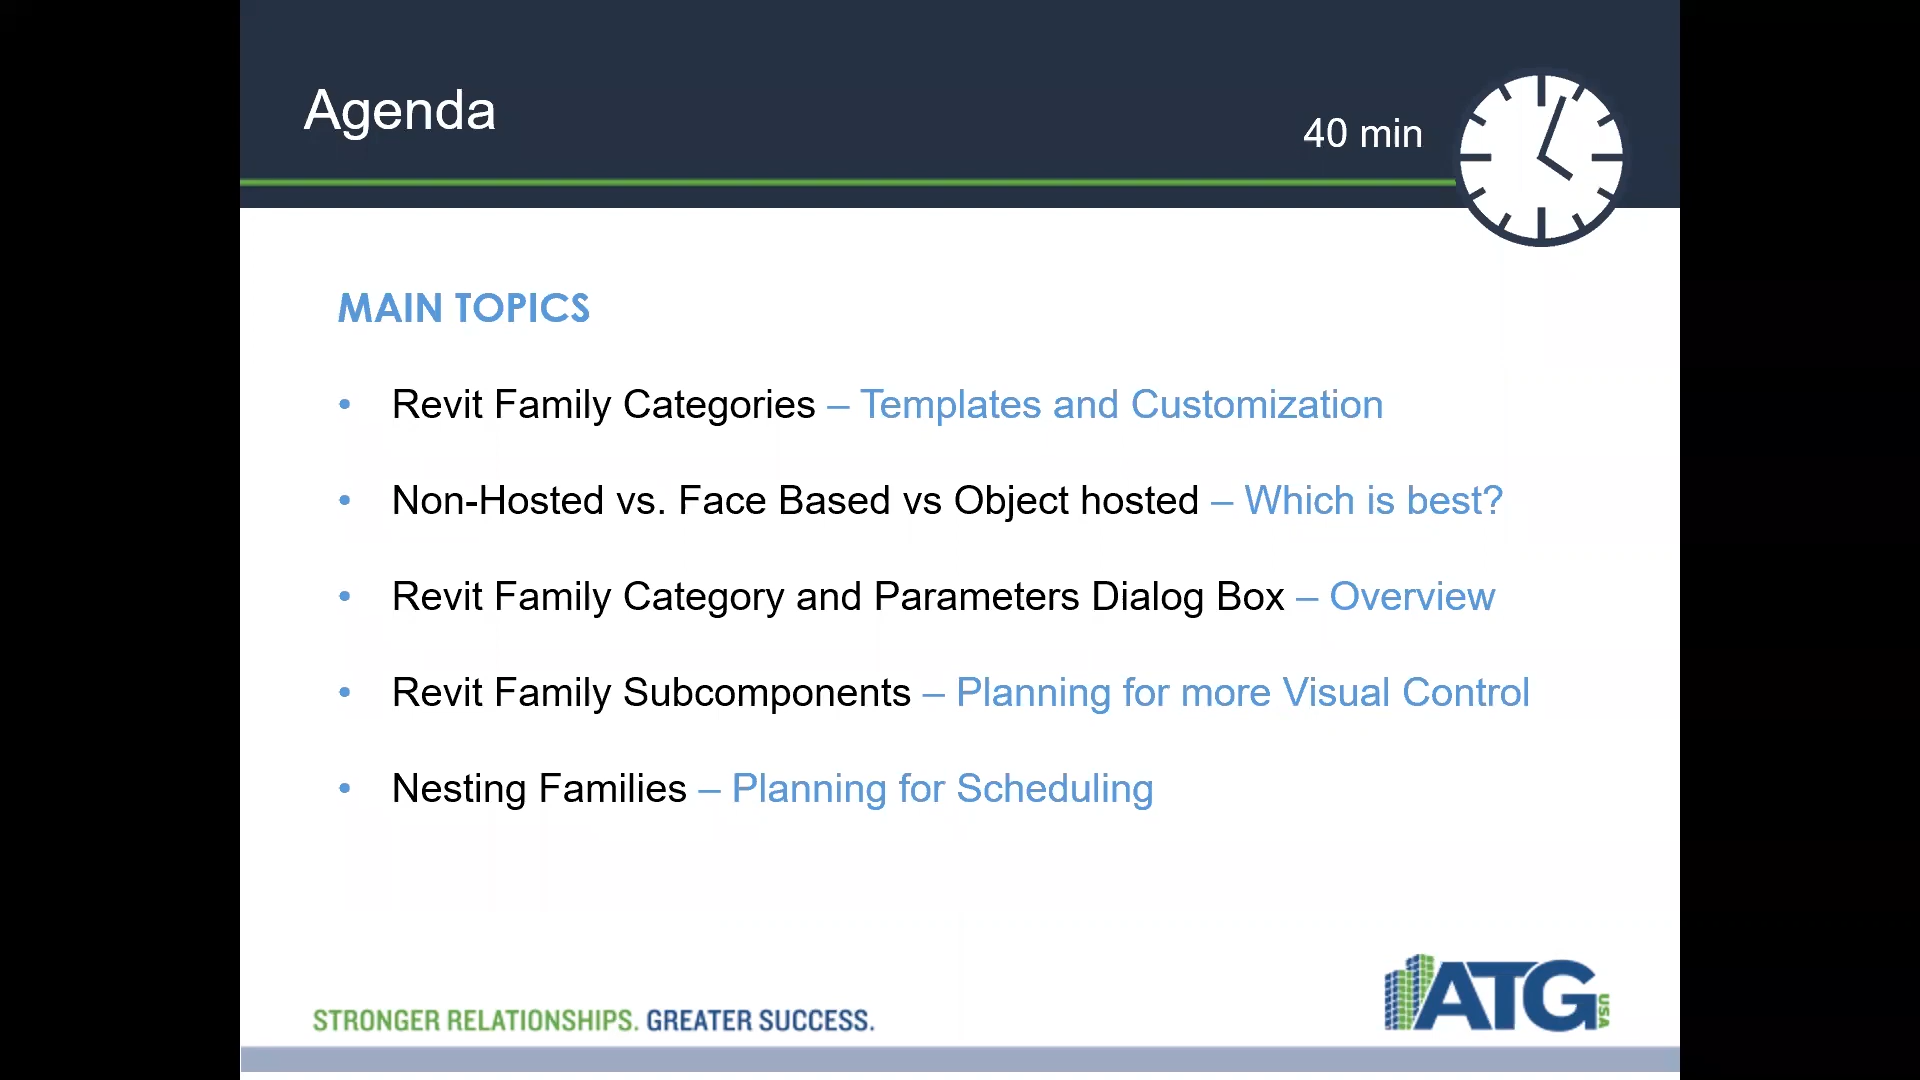 Agenda
40 min
MAIN TOPICS
• Revit Family Categories – Templates and Customization
• Non-Hosted vs. Face Based vs Object hosted – Which is best?
• Revit Family Category and Parameters Dialog Box – Overview
• Revit Family Subcomponents – Planning for more Visual Control
• Nesting Families – Planning for Scheduling
STRONGER RELATIONSHIPS. GREATER SUCCESS.
ATG USA